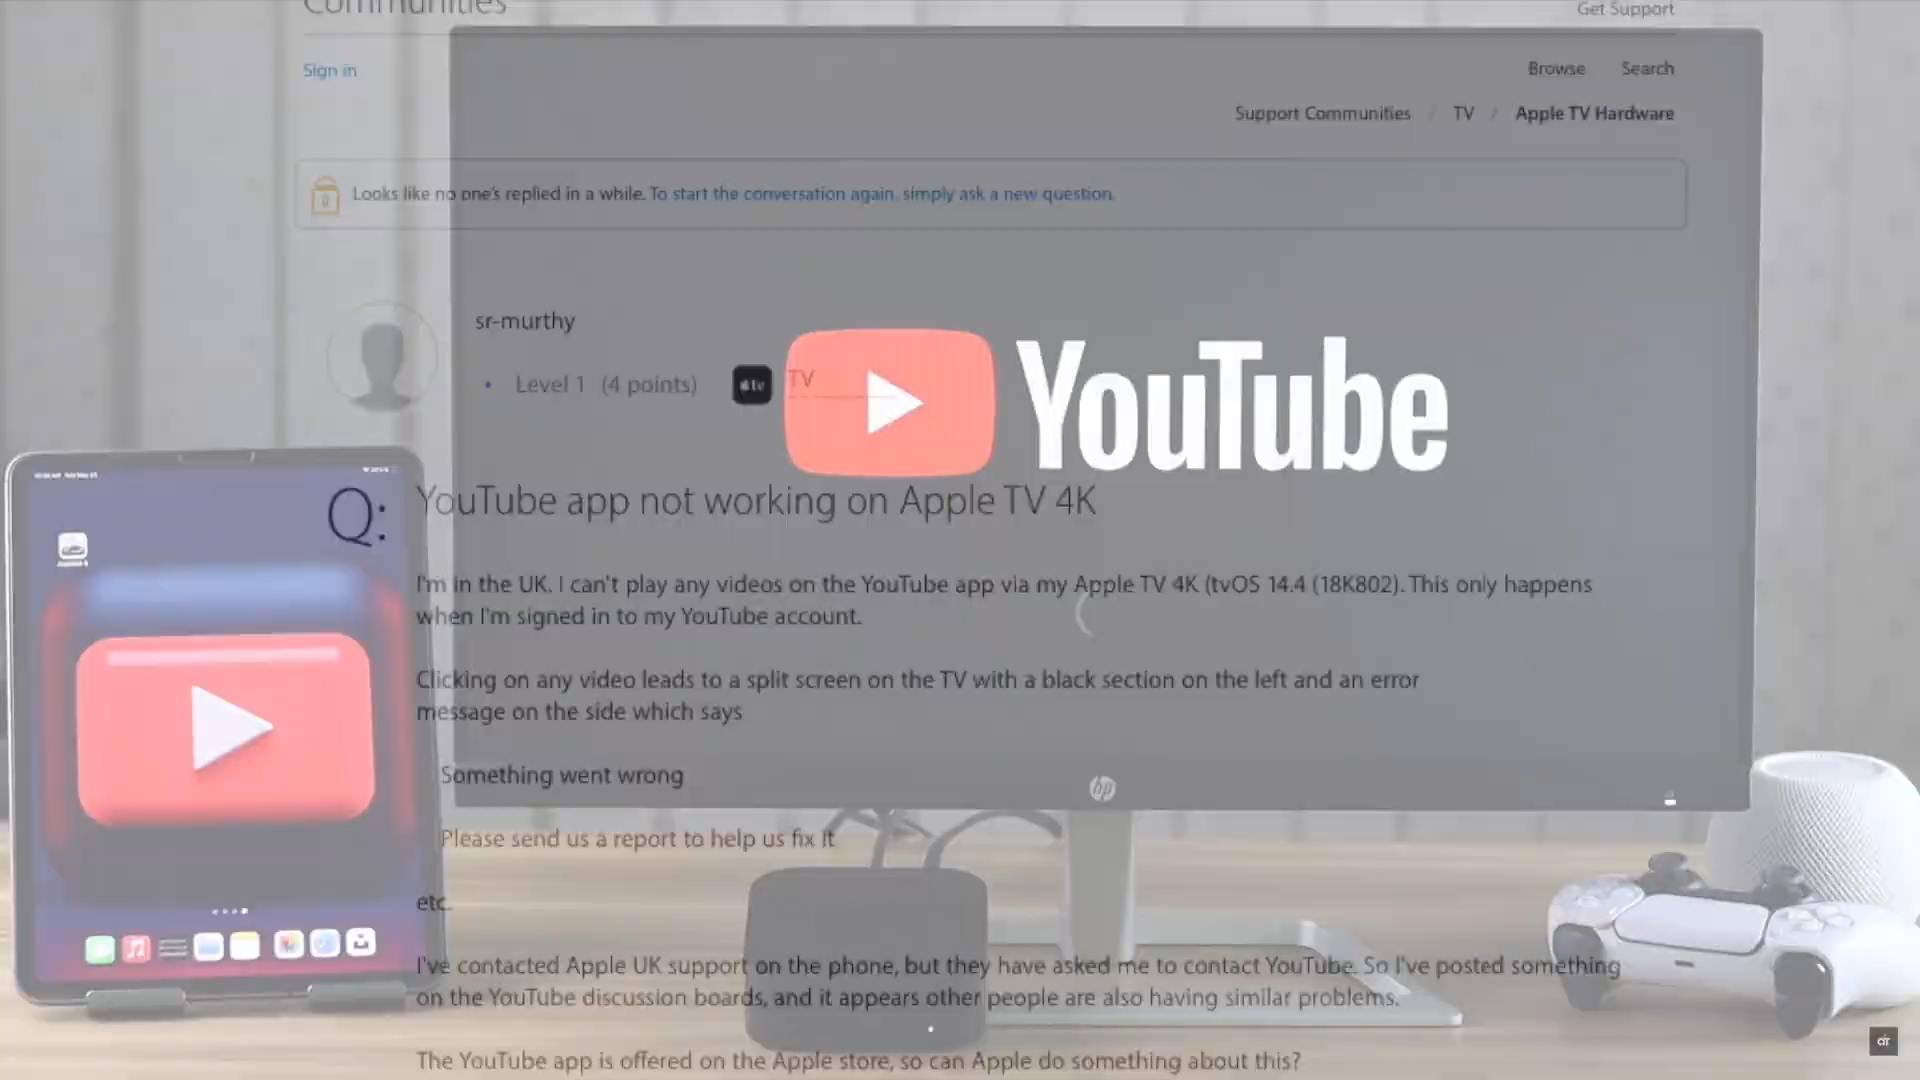 Communities
Get Support
Sign in
Browse Search
Support Communities / TV / Apple TV Hardware
Looks like no one's replied in a while. To start the conversation again, simply ask a new question.
sr-murthy
Level 1 (4 points)
tv
TV
YouTube
Q: YouTube app not working on Apple TV 4K
I'm in the UK. I can't play any videos on the YouTube app via my Apple TV 4K (tvOS 14.4 (18K802). This only happens
when I'm signed in to my YouTube account.
Clicking on any video leads to a split screen on the TV with a black section on the left and an error
message on the side which says
Something went wrong
hp
Please send us a report to help us fix it
etc.
I've contacted Apple UK support on the phone, but they have asked me to contact YouTube. So I've posted something
on the YouTube discussion boards, and it appears other people are also having similar problems.
The YouTube app is offered on the Apple store, so can Apple do something about this?